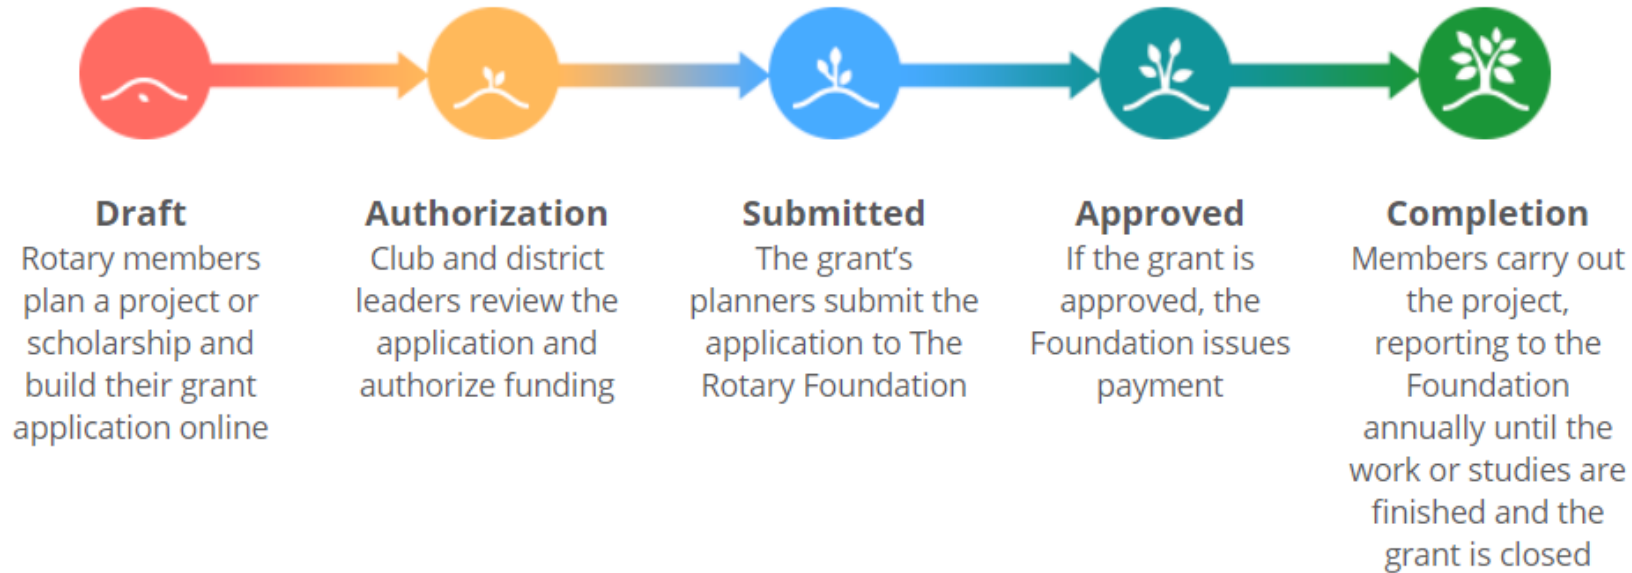 Draft
Rotary members
plan a project or
scholarship and
build their grant
application online
Authorization
Club and district
leaders review the
application and
authorize funding
Submitted
The grant’s
planners submit the
application to The
Rotary Foundation
Approved
If the grant is
approved, the
Foundation issues
payment
Completion
Members carry out
the project,
reporting to the
Foundation
annually until the
work or studies are
finished and the
grant is closed